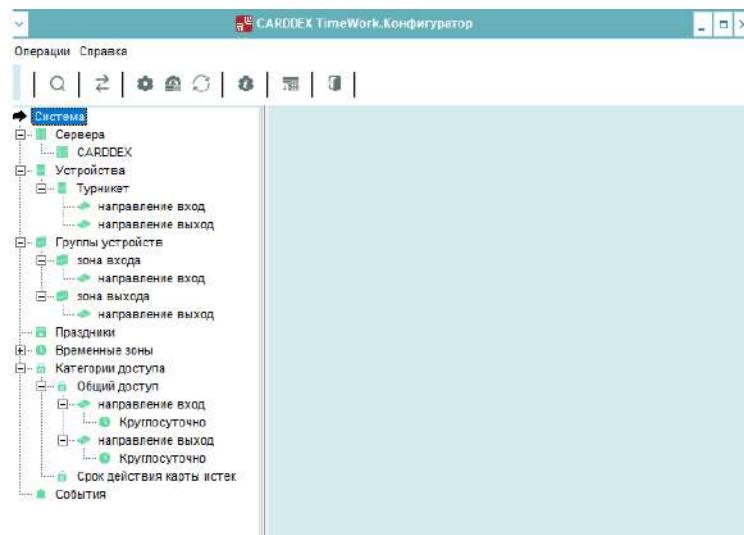 CARDDEX TimeWork.Конфигуратор
Операции Справка
Система
Сервера
CARDDEX
Устройства
Турникет
направление вход
направление выход
Группы устройств
зона входа
направление вход
зона выхода
направление выход
Праздники
Временные зоны
Категории доступа
Общий доступ
направление вход
Круглосуточно
направление выход
Круглосуточно
Срок действия карты истек
События